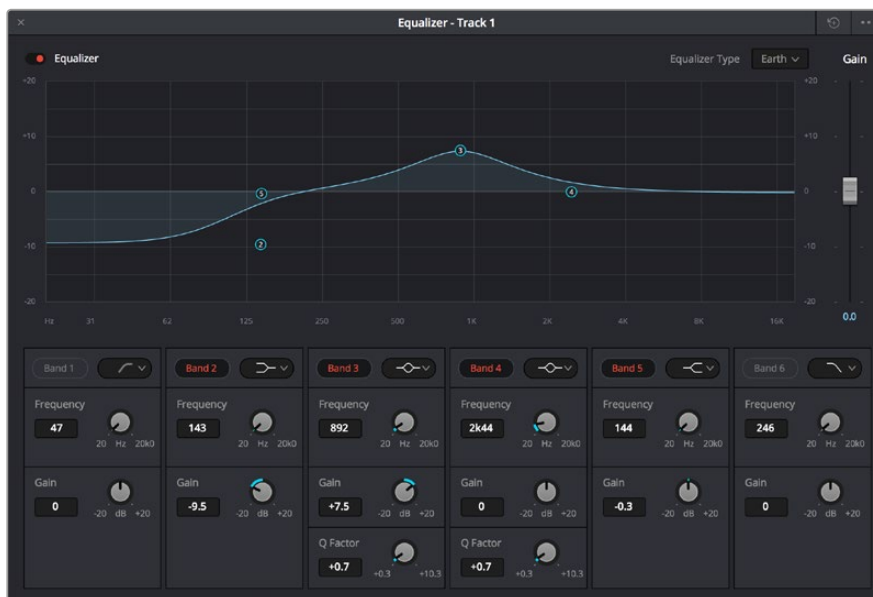 Equalizer - Track 1
Equalizer
Equalizer Type Earth Gain
+20 +20
+10 +10
0 0
-10 -10
-20 -20
3
5 4
2
Hz 31 62 125 250 500 1K 2K 4K 8K 16K
0.0
Band 1 Band 2 Band 3 Band 4 Band 5 Band 6
Frequency Frequency Frequency Frequency Frequency Frequency
47 143 892 2k44 144 246
20 Hz 20k0 20 Hz 20k0 20 Hz 20k0 20 Hz 20k0 20 Hz 20k0 20 Hz 20k0
Gain Gain Gain Gain Gain Gain
0 -9.5 +7.5 0 -0.3 0
-20 dB +20 -20 dB +20 -20 dB +20 -20 dB +20 -20 dB +20 -20 dB +20
Q Factor Q Factor
+0.7 +0.7
+0.3 +10.3 +0.3 +10.3